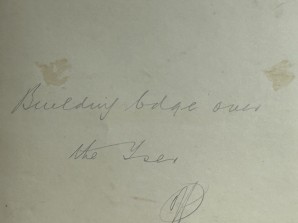 Building bdge over
the Yser